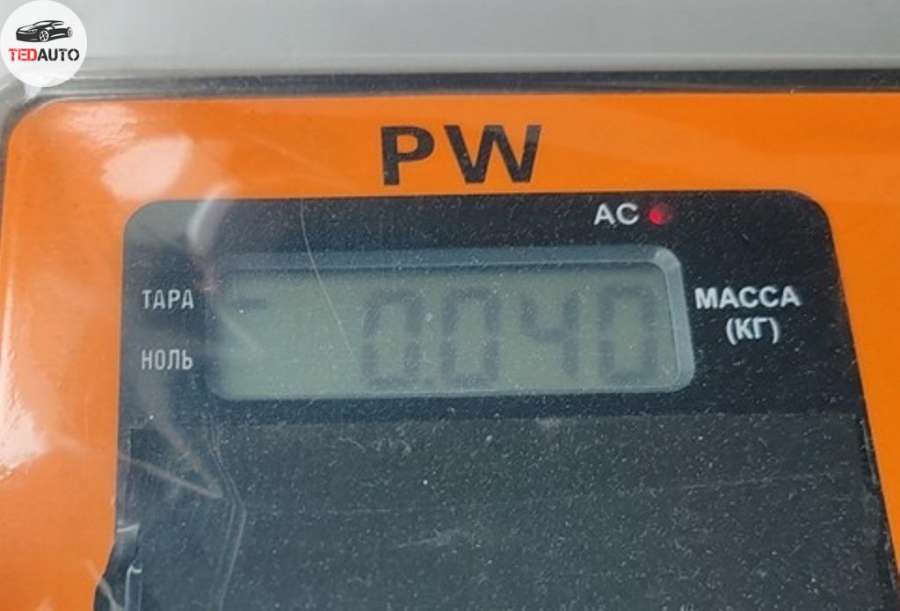 TEDAUTO
PW
AC
ТАРА
0.040
МАССА
(КГ)
НОЛЬ